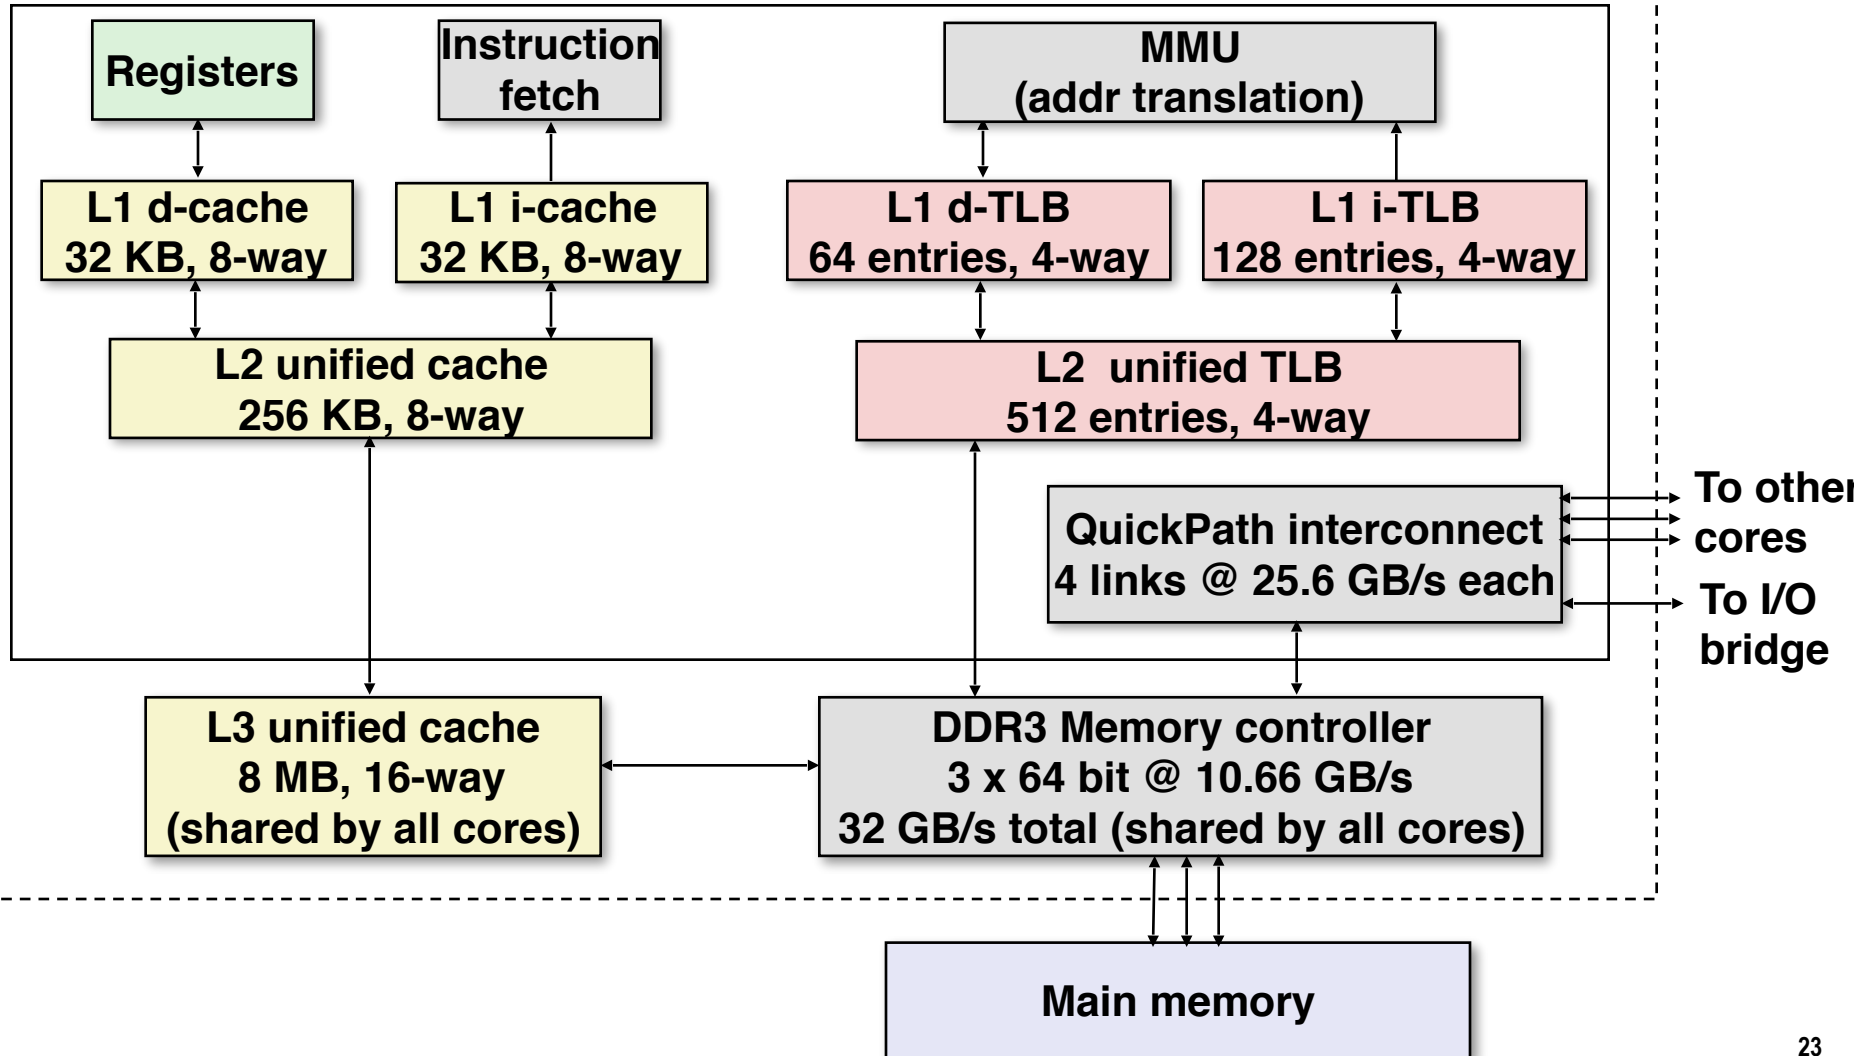 Registers
Instruction
fetch
MMU
(addr translation)
L1 d-cache
32 KB, 8-way
L1 i-cache
32 KB, 8-way
L1 d-TLB
64 entries, 4-way
L1 i-TLB
128 entries, 4-way
L2 unified cache
256 KB, 8-way
L2  unified TLB
512 entries, 4-way
QuickPath interconnect
4 links @ 25.6 GB/s each
To other
cores
To I/O
bridge
L3 unified cache
8 MB, 16-way
(shared by all cores)
DDR3 Memory controller
3 x 64 bit @ 10.66 GB/s
32 GB/s total (shared by all cores)
Main memory
23